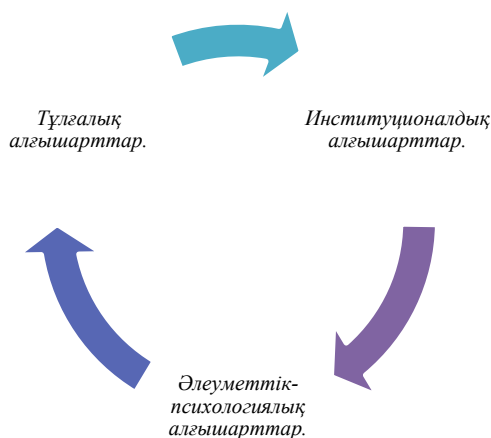 Тұлғалық
алғышарттар.
Институционалдық
алғышарттар.
Әлеуметтік-
психологиялық
алғышарттар.